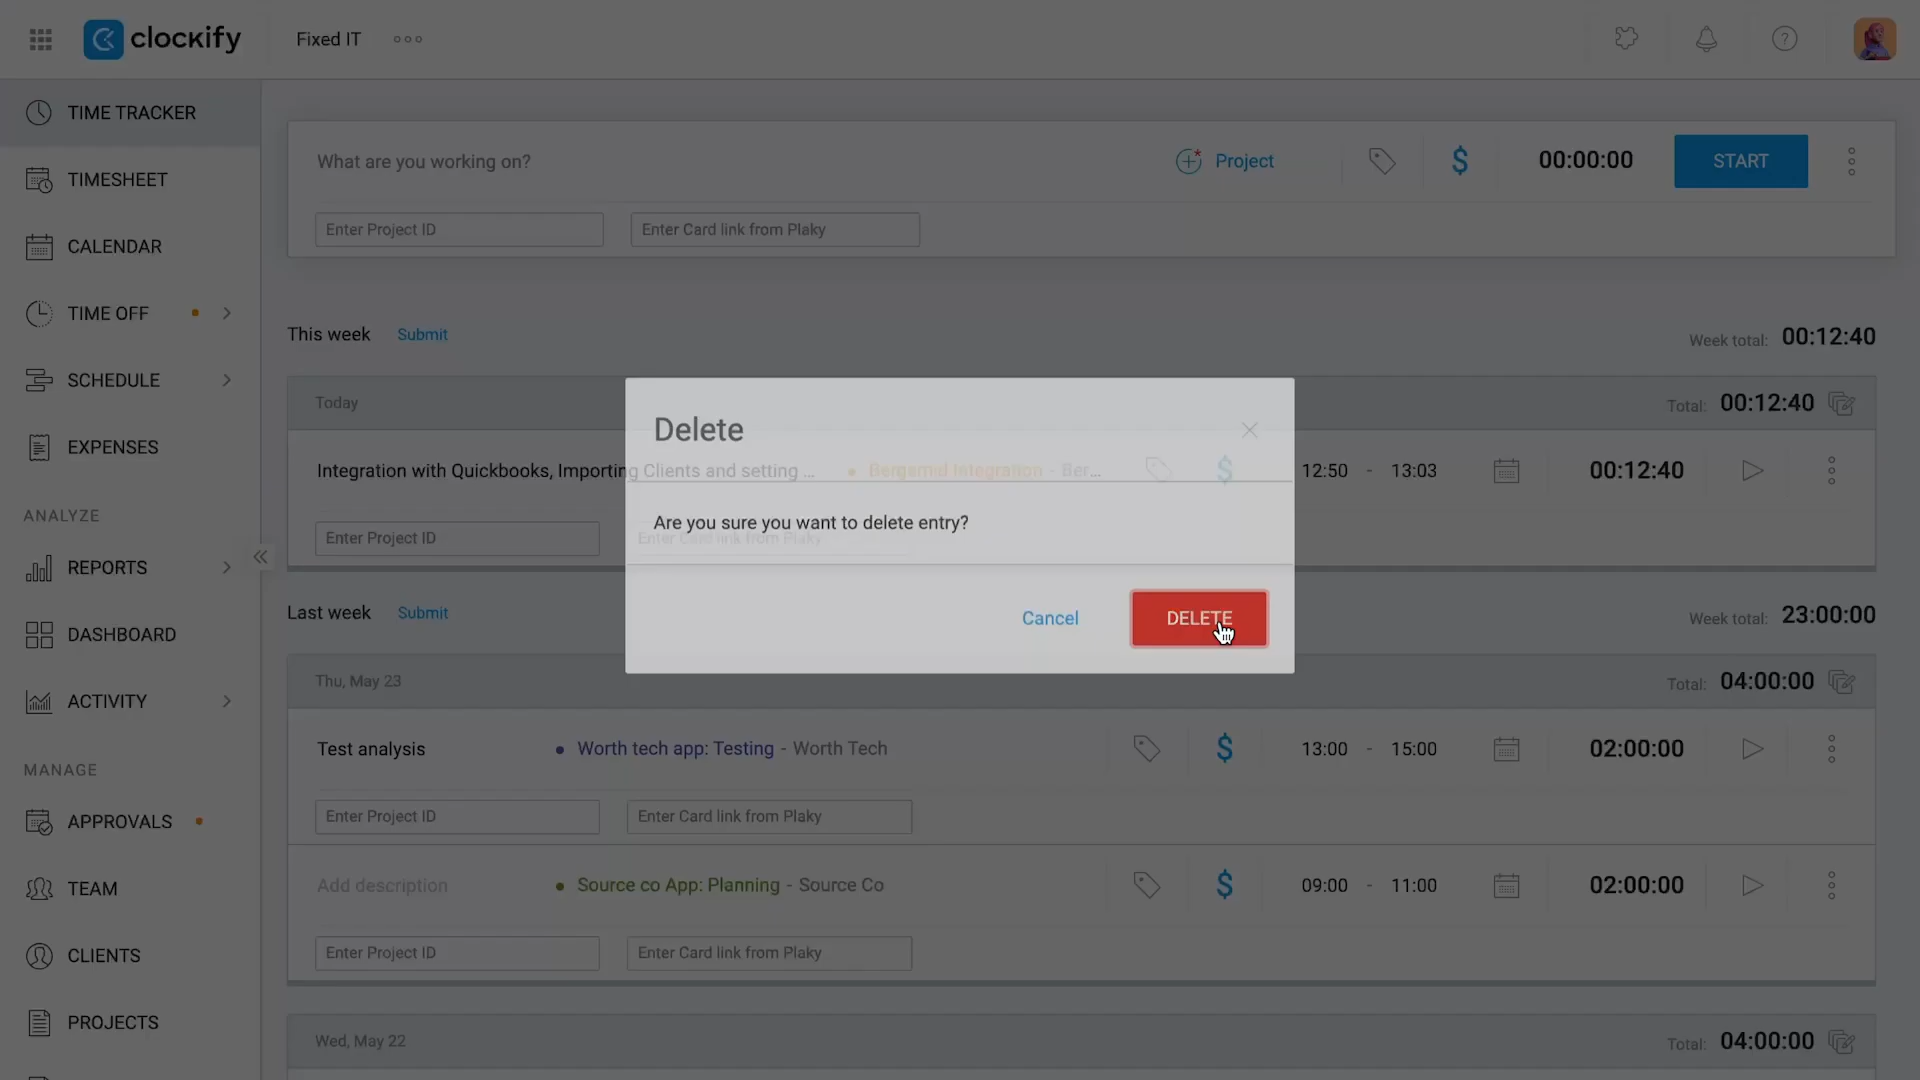 clockify
Fixed IT
TIME TRACKER
TIMESHEET
CALENDAR
TIME OFF
SCHEDULE
EXPENSES
ANALYZE
REPORTS
DASHBOARD
ACTIVITY
MANAGE
APPROVALS
TEAM
CLIENTS
PROJECTS
What are you working on?
Project
$
00:00:00
START
Enter Project ID
Enter Card link from Plaky
This week
Submit
Week total: 00:12:40
Today
Total: 00:12:40
Integration with Quickbooks, Importing Clients and setting ...
Bergamid Integration - Ber...
$
12:50 - 13:03
00:12:40
Enter Project ID
Enter Card link from Plaky
Delete
Are you sure you want to delete entry?
Cancel
DELETE
Last week
Submit
Week total: 23:00:00
Thu, May 23
Total: 04:00:00
Test analysis
Worth tech app: Testing - Worth Tech
$
13:00 - 15:00
02:00:00
Enter Project ID
Enter Card link from Plaky
Add description
Source co App: Planning - Source Co
$
09:00 - 11:00
02:00:00
Enter Project ID
Enter Card link from Plaky
Wed, May 22
Total: 04:00:00